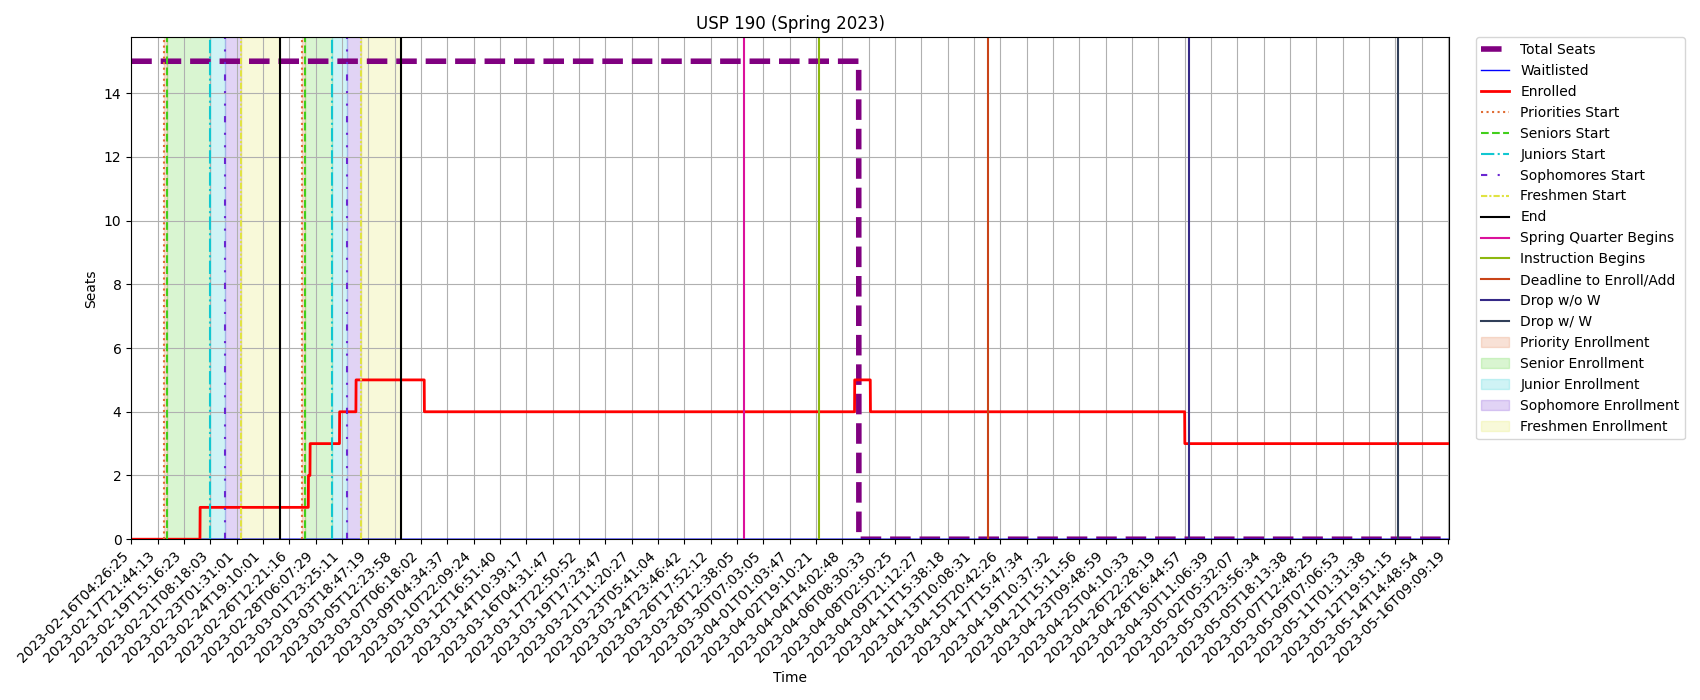 USP 190 (Spring 2023)
Seats
14
12
10
8
6
4
2
0
2023-02-16T04:26:25
2023-02-17T21:44:13
2023-02-19T15:16:23
2023-02-21T08:18:03
2023-02-23T01:31:01
2023-02-24T19:10:01
2023-02-26T12:21:16
2023-02-28T06:07:29
2023-03-01T23:25:11
2023-03-03T18:47:19
2023-03-05T12:23:58
2023-03-07T06:18:02
2023-03-09T04:34:37
2023-03-10T22:09:24
2023-03-12T16:51:40
2023-03-14T10:39:17
2023-03-16T04:31:47
2023-03-17T22:50:52
2023-03-19T17:23:47
2023-03-21T11:20:27
2023-03-23T05:41:04
2023-03-24T23:46:42
2023-03-26T17:52:12
2023-03-28T12:38:05
2023-03-30T07:03:05
2023-04-01T01:03:47
2023-04-02T19:10:21
2023-04-04T14:02:48
2023-04-06T08:30:33
2023-04-08T02:50:25
2023-04-09T21:12:27
2023-04-11T15:38:18
2023-04-13T10:08:31
2023-04-15T20:42:26
2023-04-17T15:47:34
2023-04-19T10:37:32
2023-04-21T15:11:56
2023-04-23T09:48:59
2023-04-25T04:10:33
2023-04-26T22:28:19
2023-04-28T16:44:57
2023-04-30T11:06:39
2023-05-02T05:32:07
2023-05-03T23:56:34
2023-05-05T18:13:38
2023-05-07T12:48:25
2023-05-09T07:06:53
2023-05-11T01:31:38
2023-05-12T19:51:15
2023-05-14T14:48:54
2023-05-16T09:09:19
Time
Total Seats
Waitlisted
Enrolled
Priorities Start
Seniors Start
Juniors Start
Sophomores Start
Freshmen Start
End
Spring Quarter Begins
Instruction Begins
Deadline to Enroll/Add
Drop w/o W
Drop w/ W
Priority Enrollment
Senior Enrollment
Junior Enrollment
Sophomore Enrollment
Freshmen Enrollment